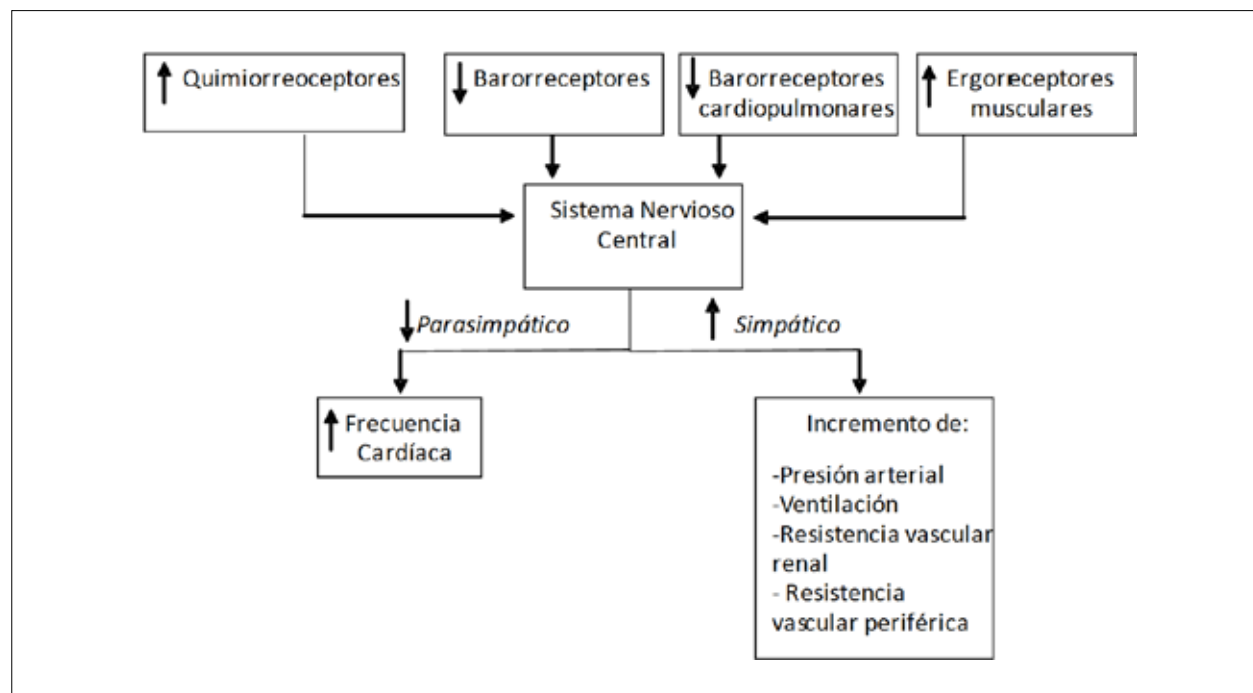 Quimiorreoceptores
Barorreceptores
Barorreceptores
cardiopulmonares
Ergoreceptores
musculares
Sistema Nervioso
Central
Parasimpático
Simpático
Frecuencia
Cardíaca
Incremento de:
-Presión arterial
-Ventilación
-Resistencia vascular
renal
- Resistencia
vascular periférica